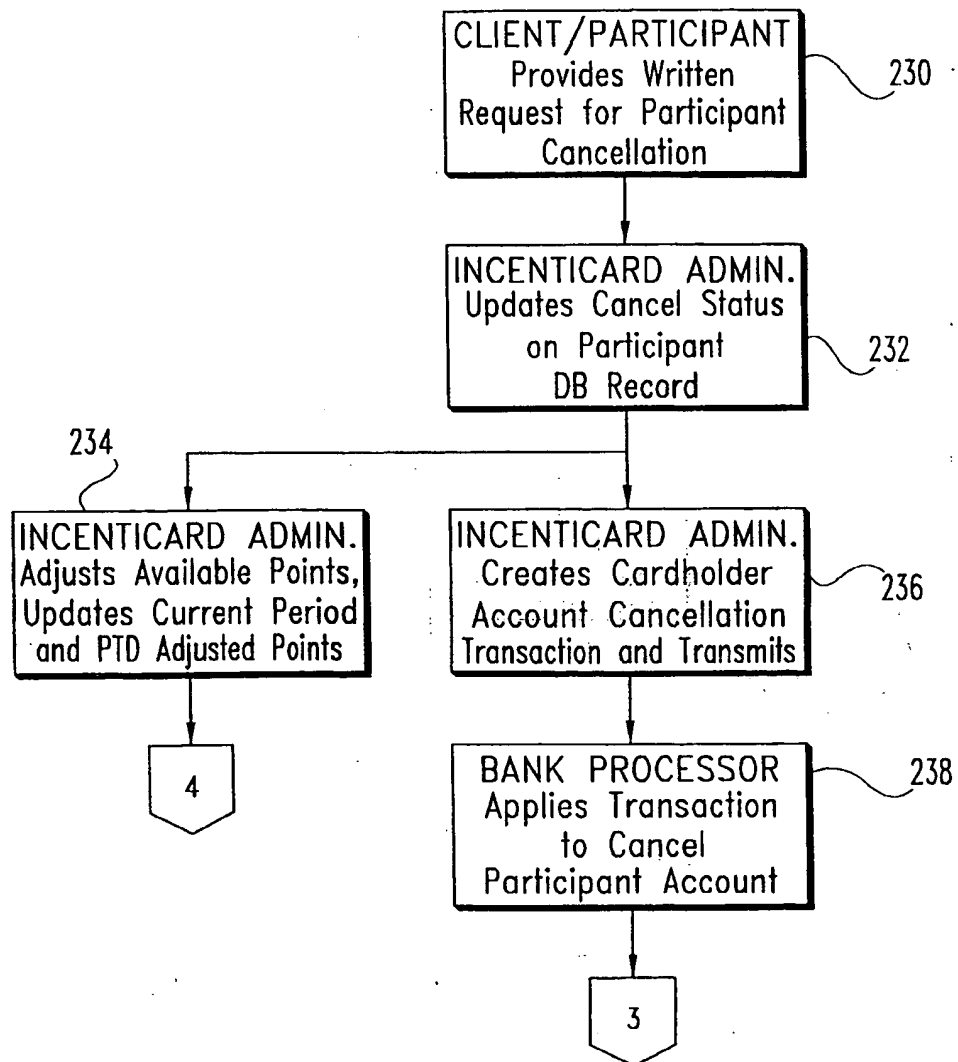 CLIENT/PARTICIPANT
Provides Written
Request for Participant
Cancellation
230
INCENTICARD ADMIN.
Updates Cancel Status
on Participant
DB Record
232
234
INCENTICARD ADMIN.
Adjusts Available Points,
Updates Current Period
and PTD Adjusted Points
INCENTICARD ADMIN.
Creates Cardholder
Account Cancellation
Transaction and Transmits
236
4
BANK PROCESSOR
Applies Transaction
to Cancel
Participant Account
238
3